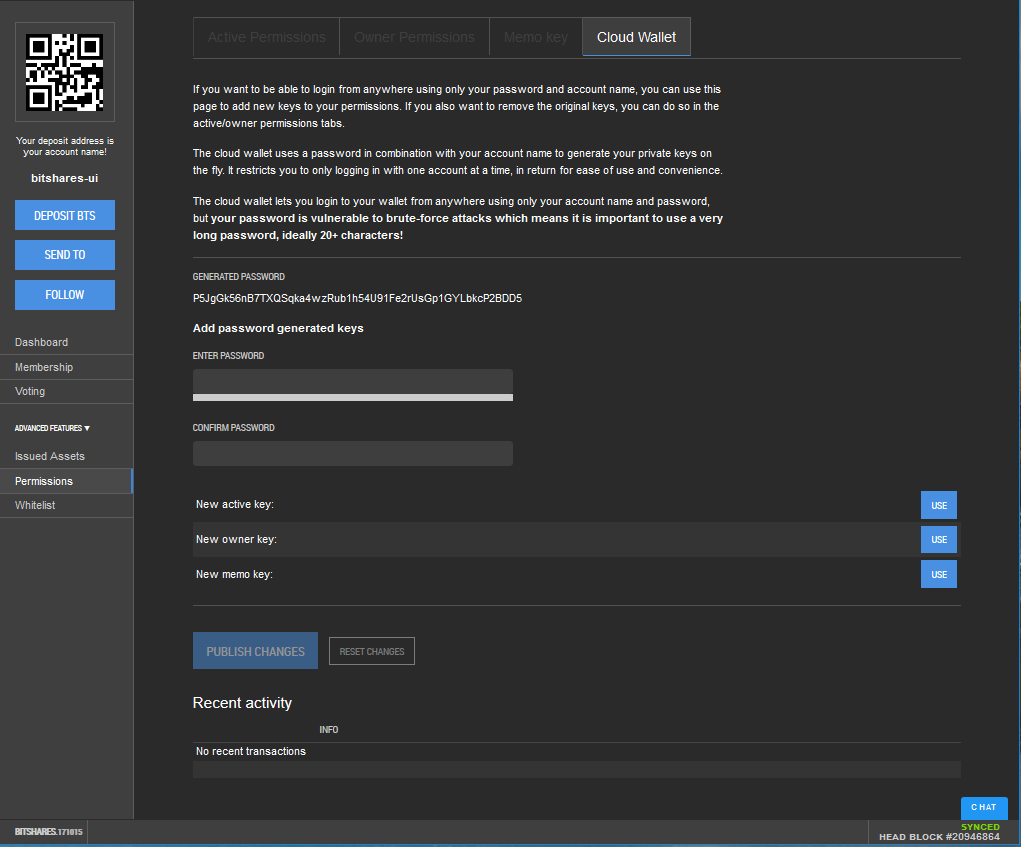 Active Permissions
Owner Permissions
Memo key
Cloud Wallet
Your deposit address is
your account name!
bitshares-ui
DEPOSIT BTS
SEND TO
FOLLOW
Dashboard
Membership
Voting
ADVANCED FEATURES ▼
Issued Assets
Permissions
Whitelist
If you want to be able to login from anywhere using only your password and account name, you can use this
page to add new keys to your permissions. If you also want to remove the original keys, you can do so in the
active/owner permissions tabs.
The cloud wallet uses a password in combination with your account name to generate your private keys on
the fly. It restricts you to only logging in with one account at a time, in return for ease of use and convenience.
The cloud wallet lets you login to your wallet from anywhere using only your account name and password,
but your password is vulnerable to brute-force attacks which means it is important to use a very
long password, ideally 20+ characters!
GENERATED PASSWORD
P5JgGk56nB7TXQSqka4wzRub1h54U91Fe2rUsGp1GYLbkcP2BDD5
Add password generated keys
ENTER PASSWORD
CONFIRM PASSWORD
New active key:
USE
New owner key:
USE
New memo key:
USE
PUBLISH CHANGES
RESET CHANGES
Recent activity
INFO
No recent transactions
CHAT
BITSHARES.171015
SYNCED
HEAD BLOCK #20946864